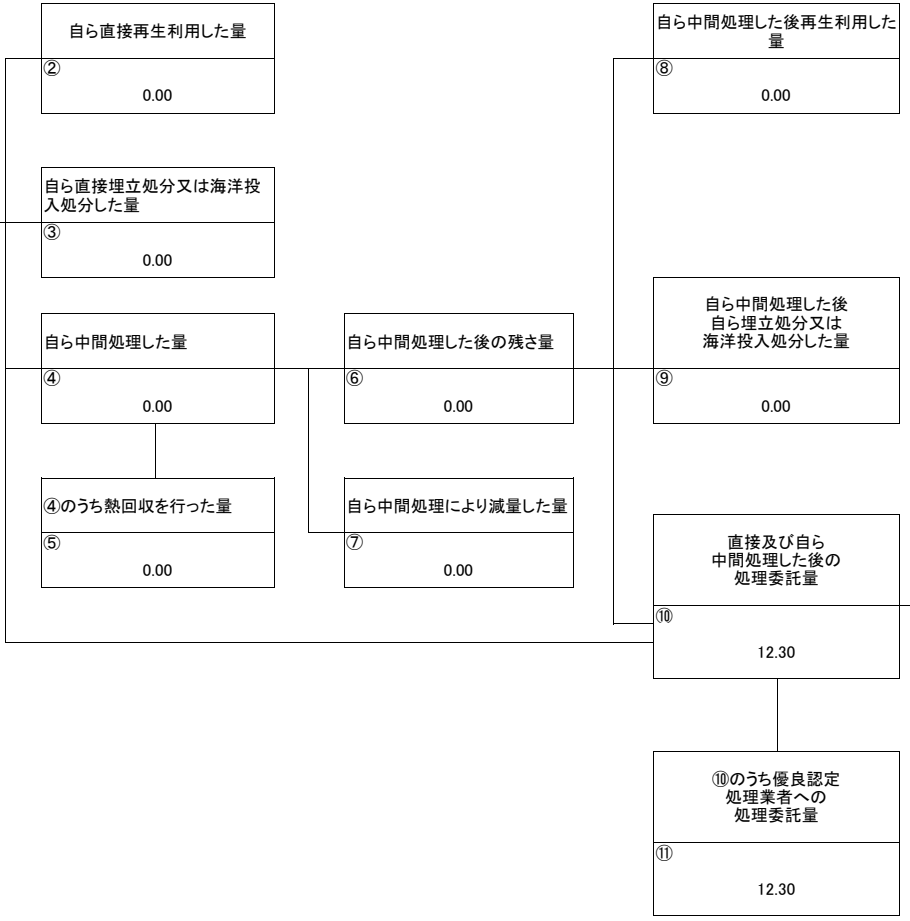 自ら直接再生利用した量
②
0.00
自ら直接埋立処分又は海洋投
入処分した量
③
0.00
自ら中間処理した量
④
0.00
④のうち熱回収を行った量
⑤
0.00
自ら中間処理した後の残さ量
⑥
0.00
自ら中間処理により減量した量
⑦
0.00
自ら中間処理した後再生利用した
量
⑧
0.00
自ら中間処理した後
自ら埋立処分又は
海洋投入処分した量
⑨
0.00
直接及び自ら
中間処理した後の
処理委託量
⑩
12.30
⑩のうち優良認定
処理業者への
処理委託量
⑪
12.30